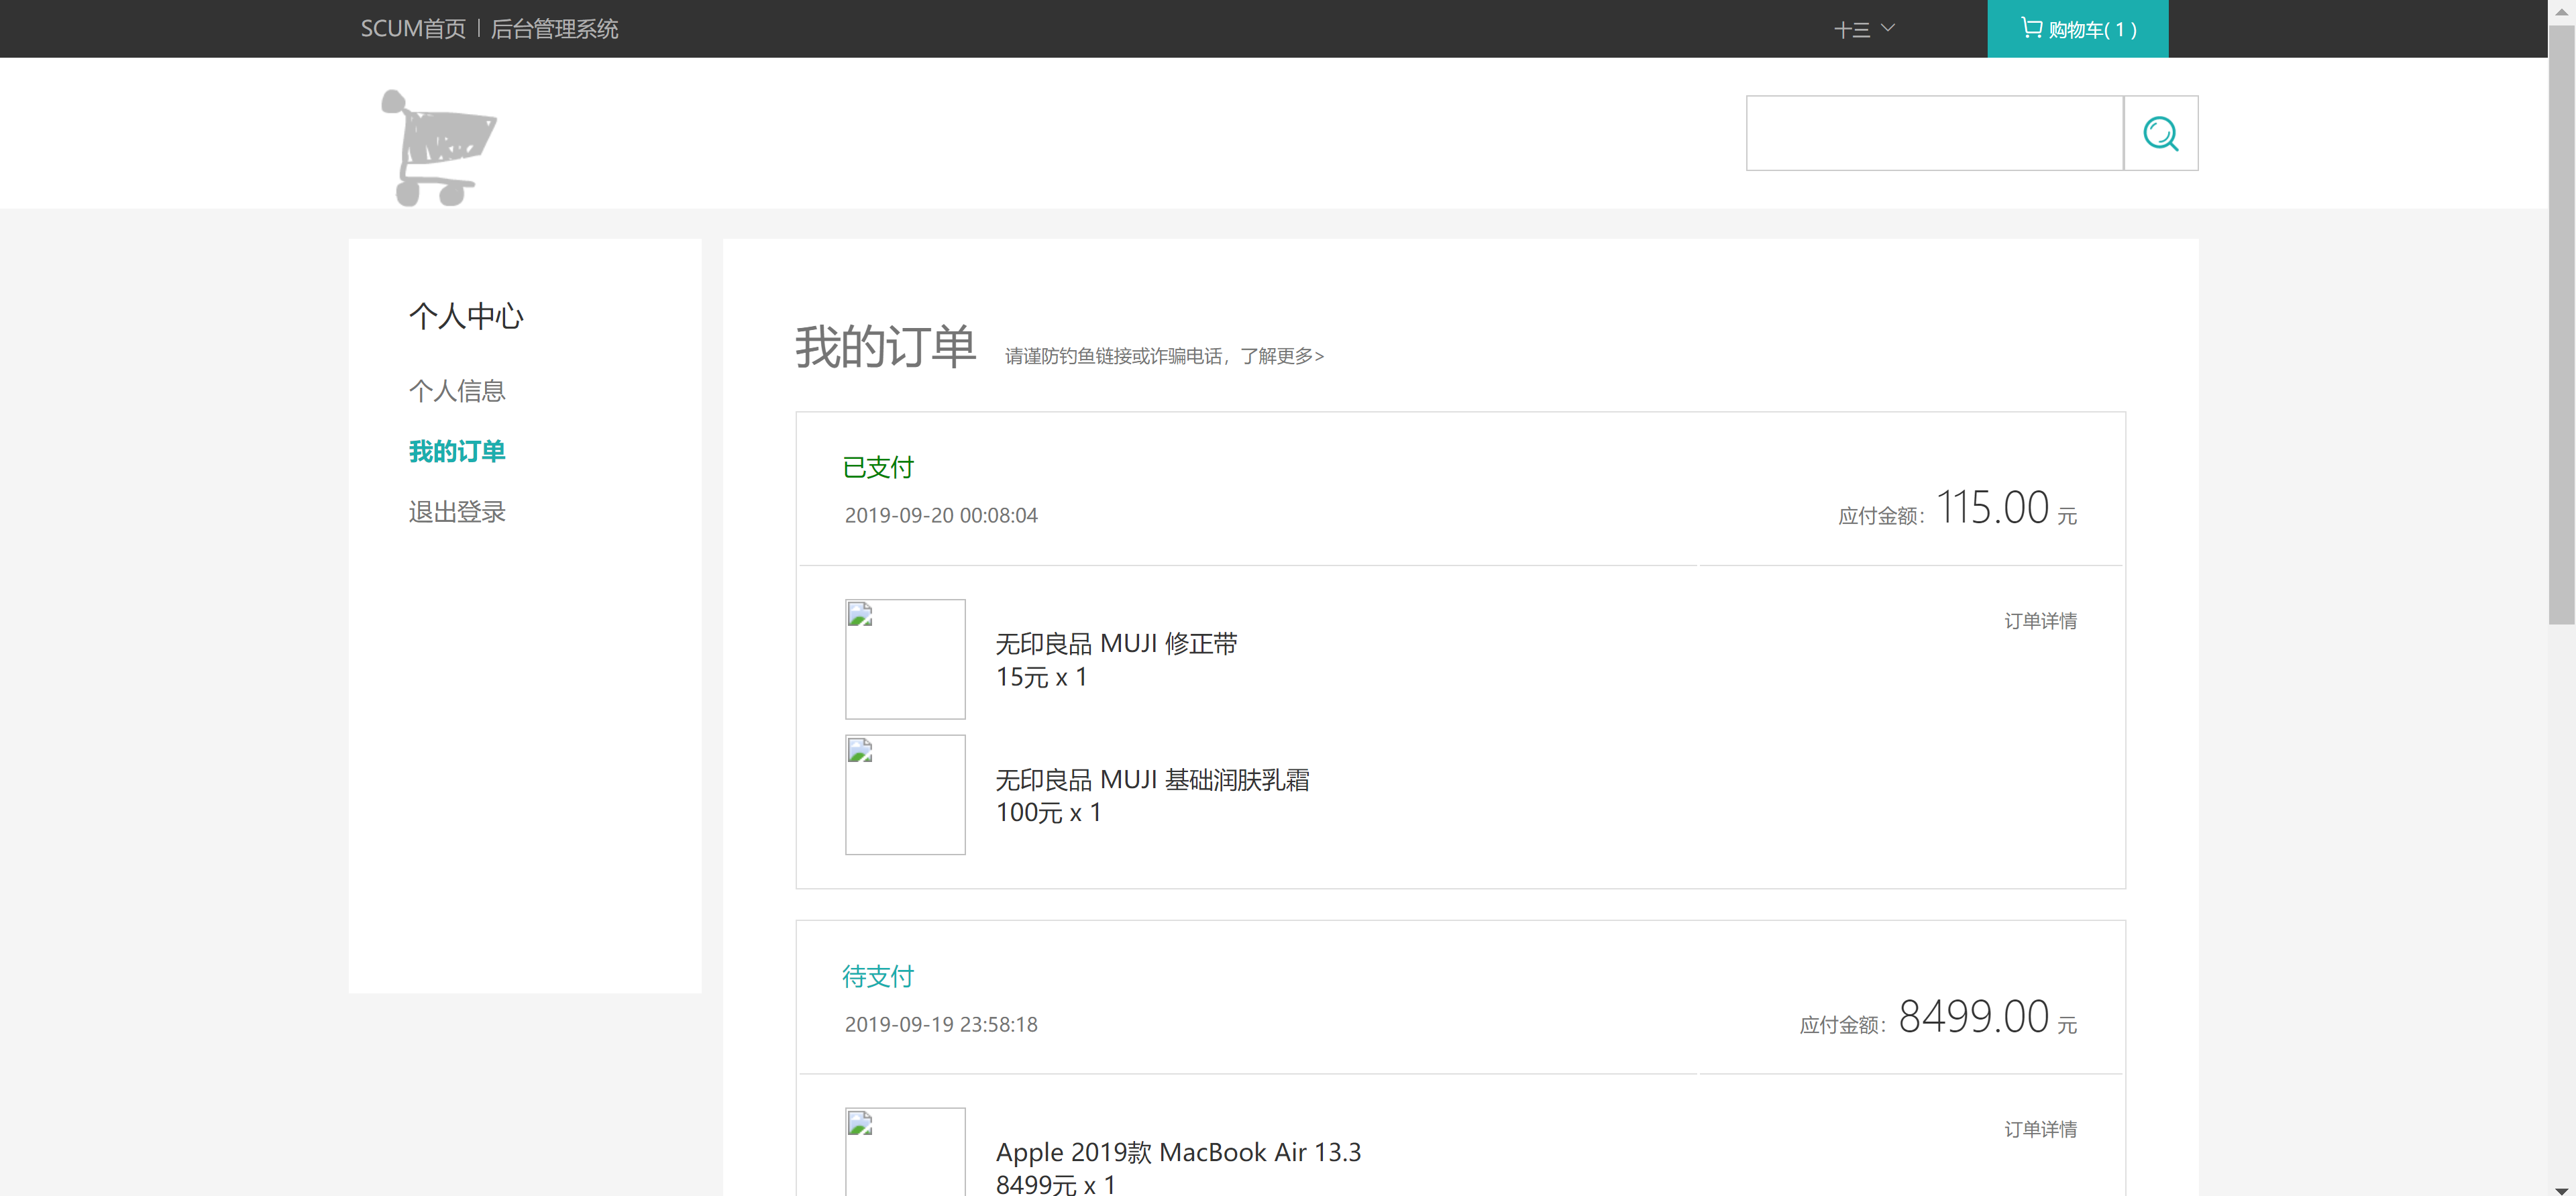 SCUM首页 | 后台管理系统
十三
购物车( 1 )
个人中心
个人信息
我的订单
退出登录
我的订单 请谨防钓鱼链接或诈骗电话，了解更多>
已支付
2019-09-20 00:08:04
应付金额：115.00 元
订单详情
无印良品 MUJI 修正带
15元 x 1
无印良品 MUJI 基础润肤乳霜
100元 x 1
待支付
2019-09-19 23:58:18
应付金额：8499.00 元
订单详情
Apple 2019款 MacBook Air 13.3
8499元 x 1